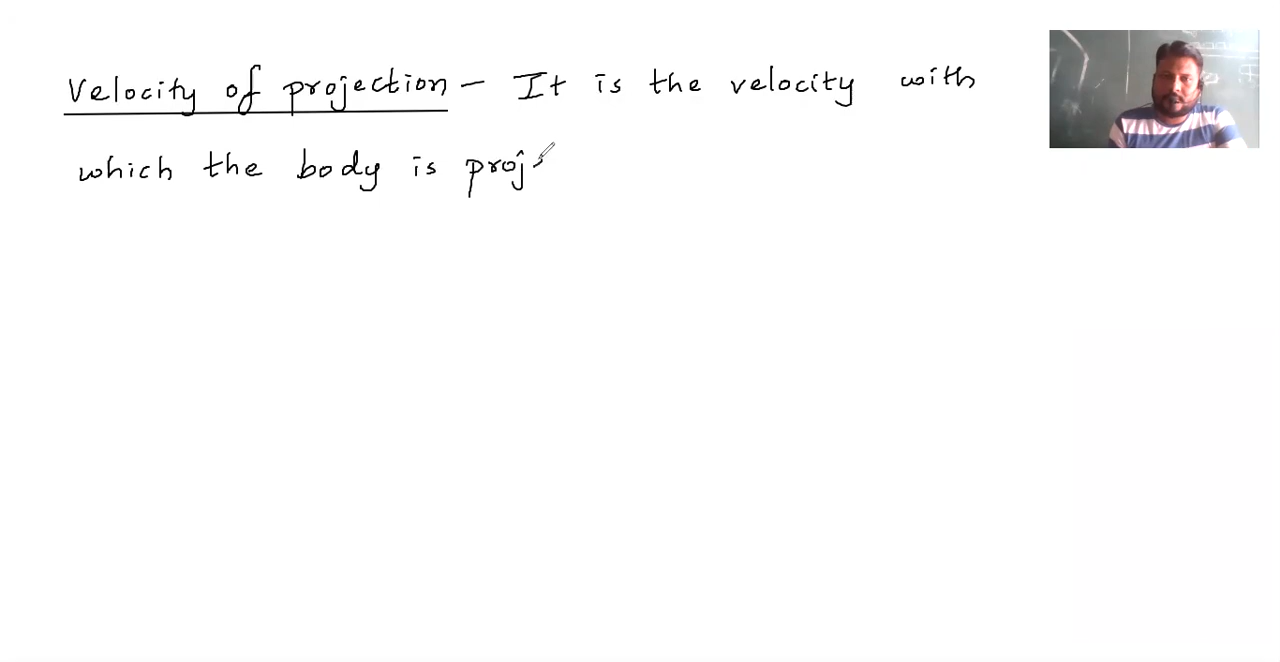 Velocity of projection - It is the velocity with
which the body is proj